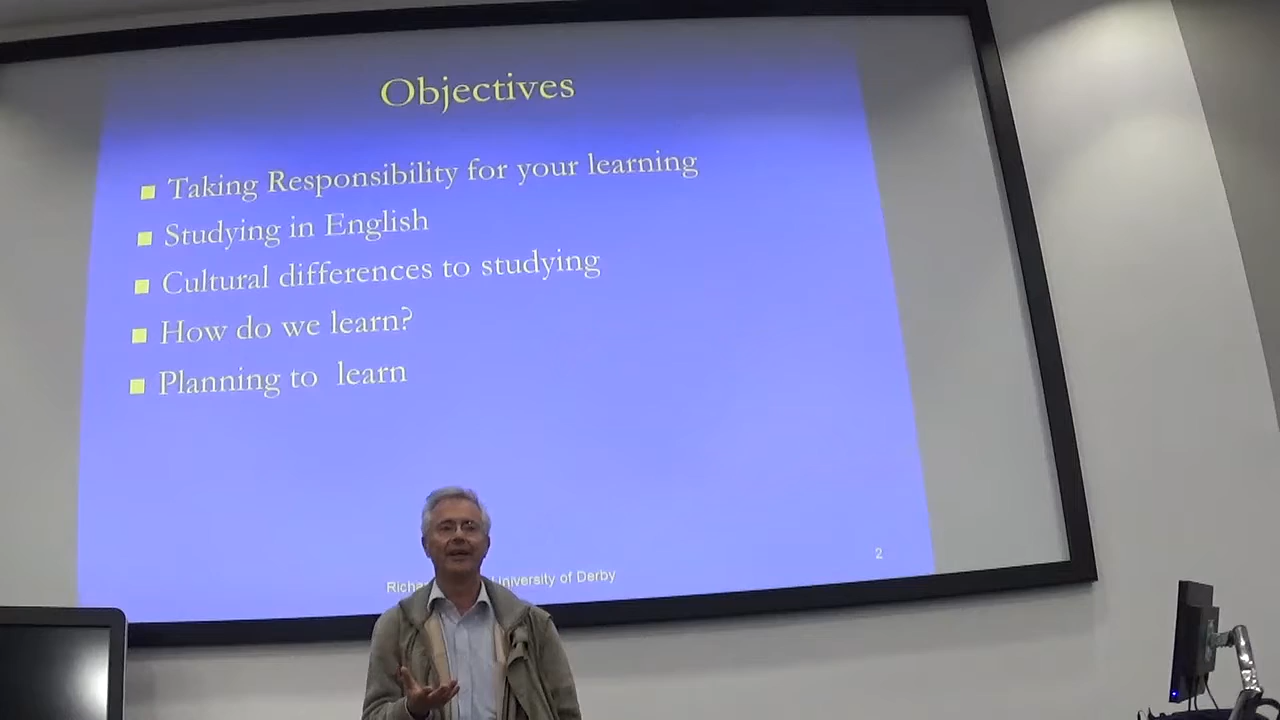 Objectives
Taking Responsibility for your learning
Studying in English
Cultural differences to studying
How do we learn?
Planning to learn
University of Derby
2